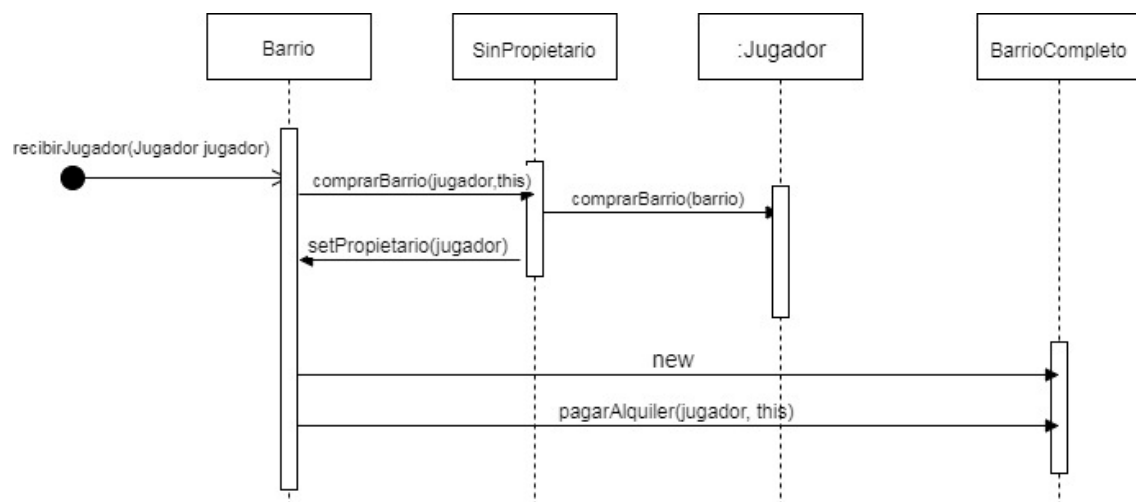 Barrio
SinPropietario
:Jugador
BarrioCompleto
recibirJugador(Jugador jugador)
comprarBarrio(jugador,this)
comprarBarrio(barrio)
setPropietario(jugador)
new
pagarAlquiler(jugador, this)